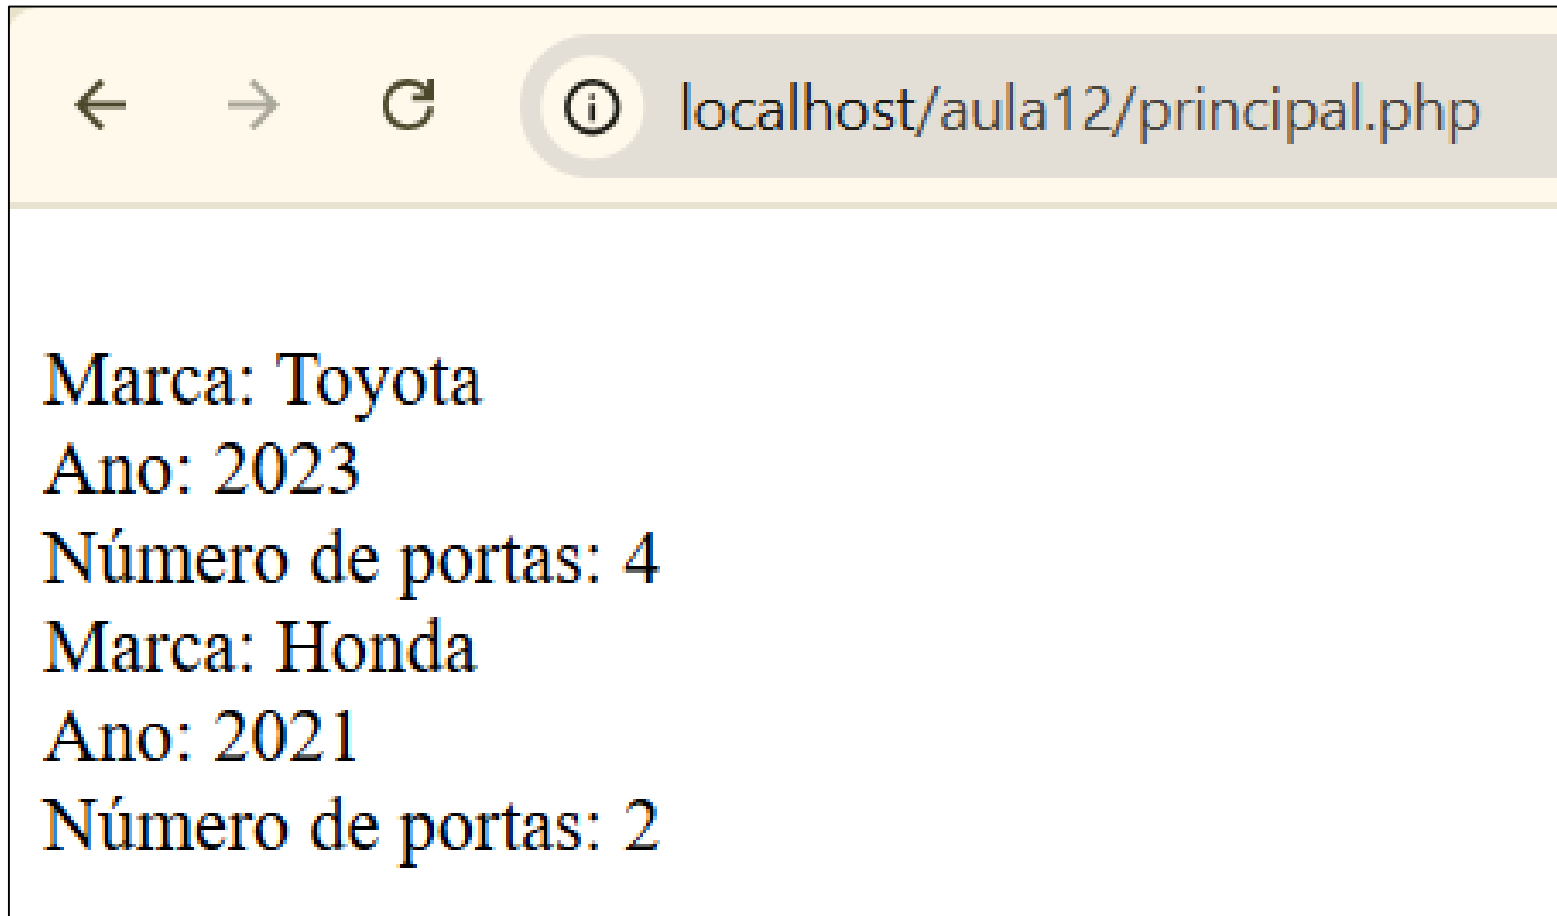 localhost/aula12/principal.php
Marca: Toyota
Ano: 2023
Número de portas: 4
Marca: Honda
Ano: 2021
Número de portas: 2